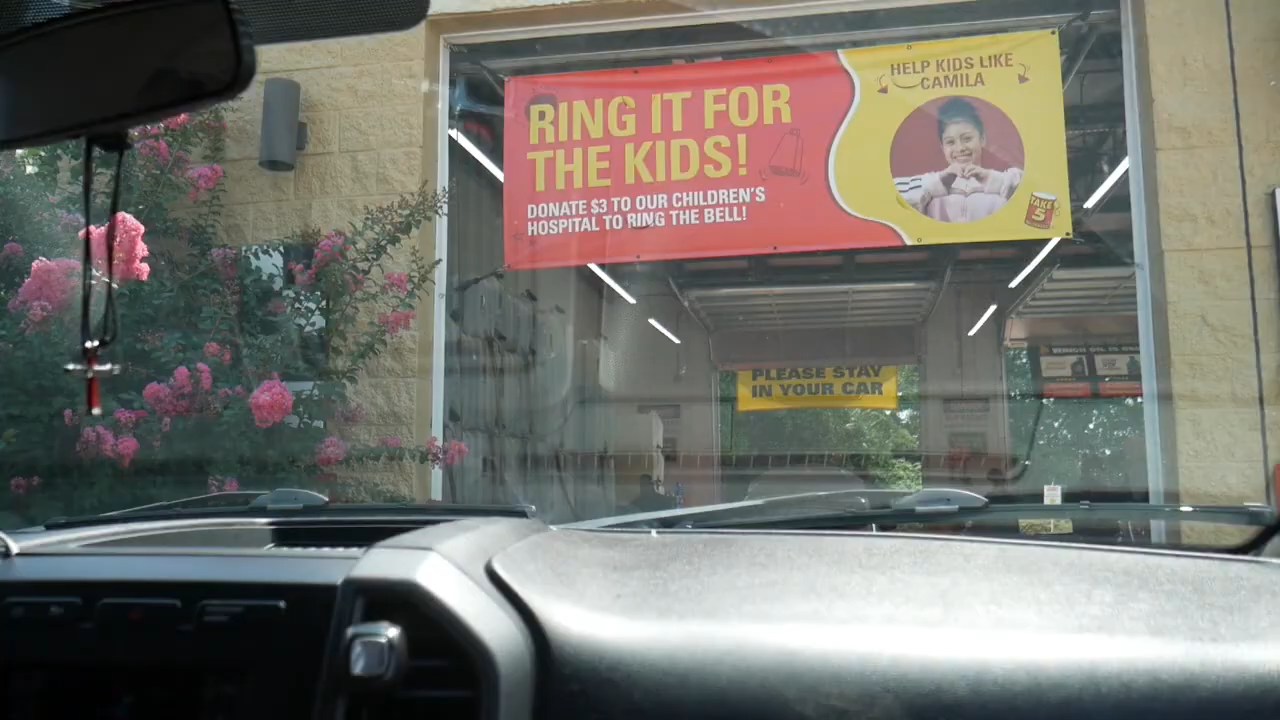 RING IT FOR
THE KIDS!
DONATE $3 TO OUR CHILDREN'S
HOSPITAL TO RING THE BELL!
HELP KIDS LIKE
CAMILA
TAKE
5
PLEASE STAY
IN YOUR CAR